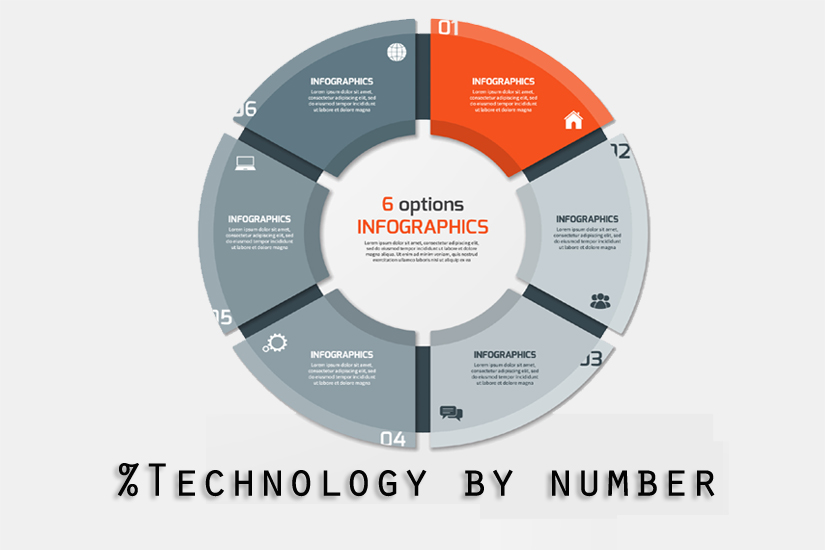 01
INFOGRAPHICS
Lorem ipsum dolor sit amet,
consectetur adipiscing elit, sed
do eiusmod tempor incididunt
ut labore et dolore magna
02
INFOGRAPHICS
Lorem ipsum dolor sit amet,
consectetur adipiscing elit, sed
do eiusmod tempor incididunt
ut labore et dolore magna
03
INFOGRAPHICS
Lorem ipsum dolor sit amet,
consectetur adipiscing elit, sed
do eiusmod tempor incididunt
ut labore et dolore magna
04
INFOGRAPHICS
Lorem ipsum dolor sit amet,
consectetur adipiscing elit, sed
do eiusmod tempor incididunt
ut labore et dolore magna
05
INFOGRAPHICS
Lorem ipsum dolor sit amet,
consectetur adipiscing elit, sed
do eiusmod tempor incididunt
ut labore et dolore magna
06
INFOGRAPHICS
Lorem ipsum dolor sit amet,
consectetur adipiscing elit, sed
do eiusmod tempor incididunt
ut labore et dolore magna
6 options
INFOGRAPHICS
Lorem ipsum dolor sit amet, consectetur adipiscing elit, sed
do eiusmod tempor incididunt ut labore et dolore
magna aliqua. Ut enim ad minim veniam, quis nostrud
exercitation ullamco laboris nisi ut aliquip ex ea
%TECHNOLOGY BY NUMBER